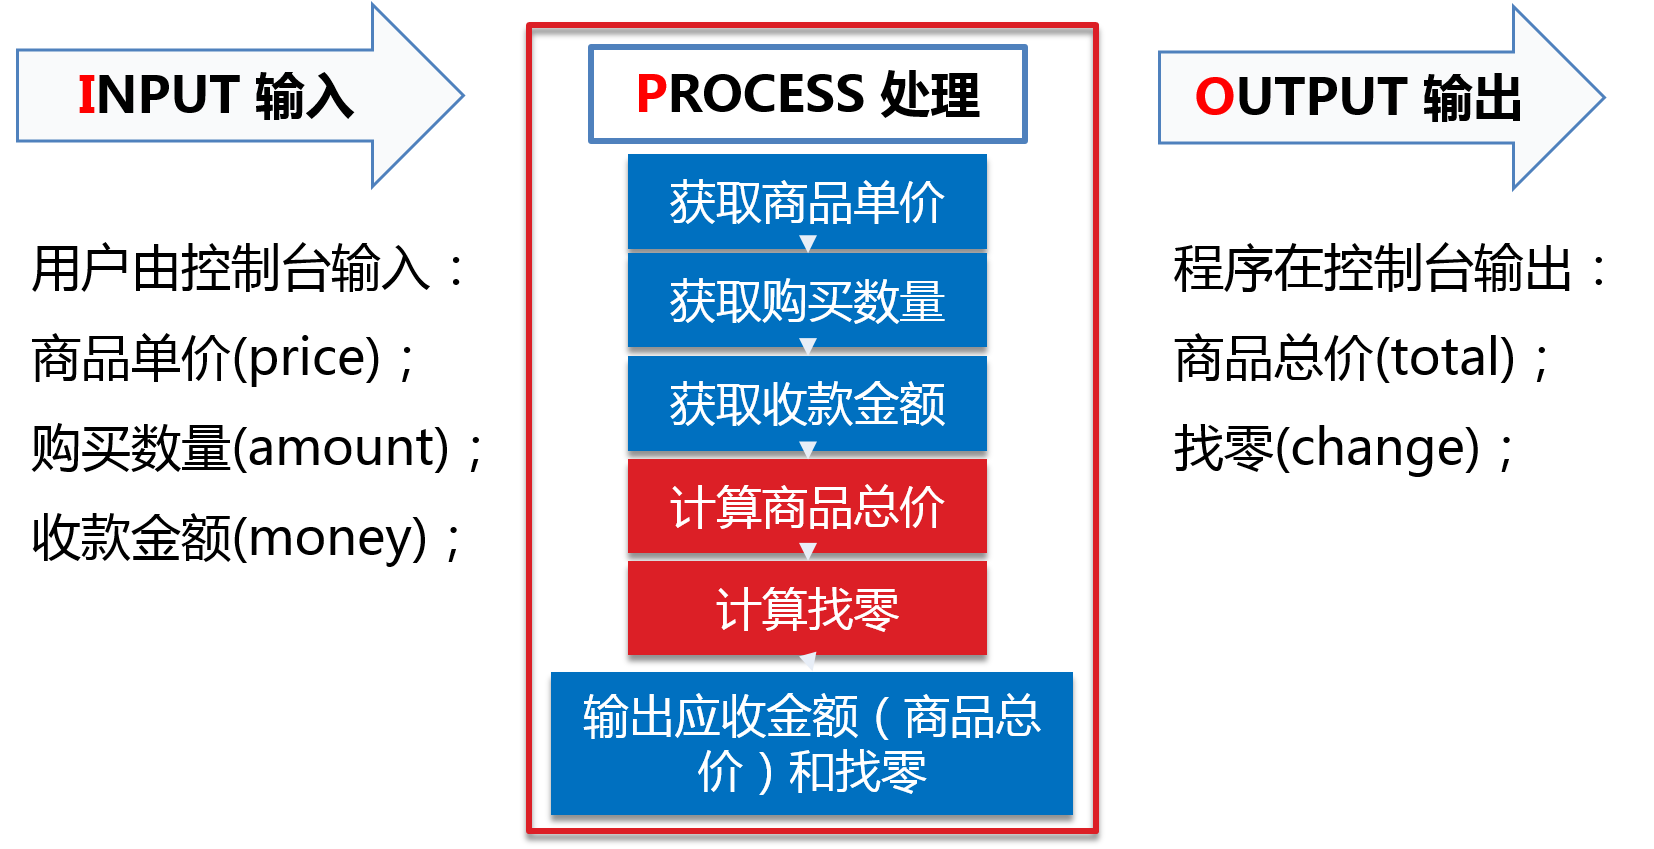 INPUT 输入
用户由控制台输入：
商品单价(price)；
购买数量(amount)；
收款金额(money)；
PROCESS 处理
获取商品单价
获取购买数量
获取收款金额
计算商品总价
计算找零
输出应收金额（商品总
价）和找零
OUTPUT 输出
程序在控制台输出：
商品总价(total)；
找零(change)；